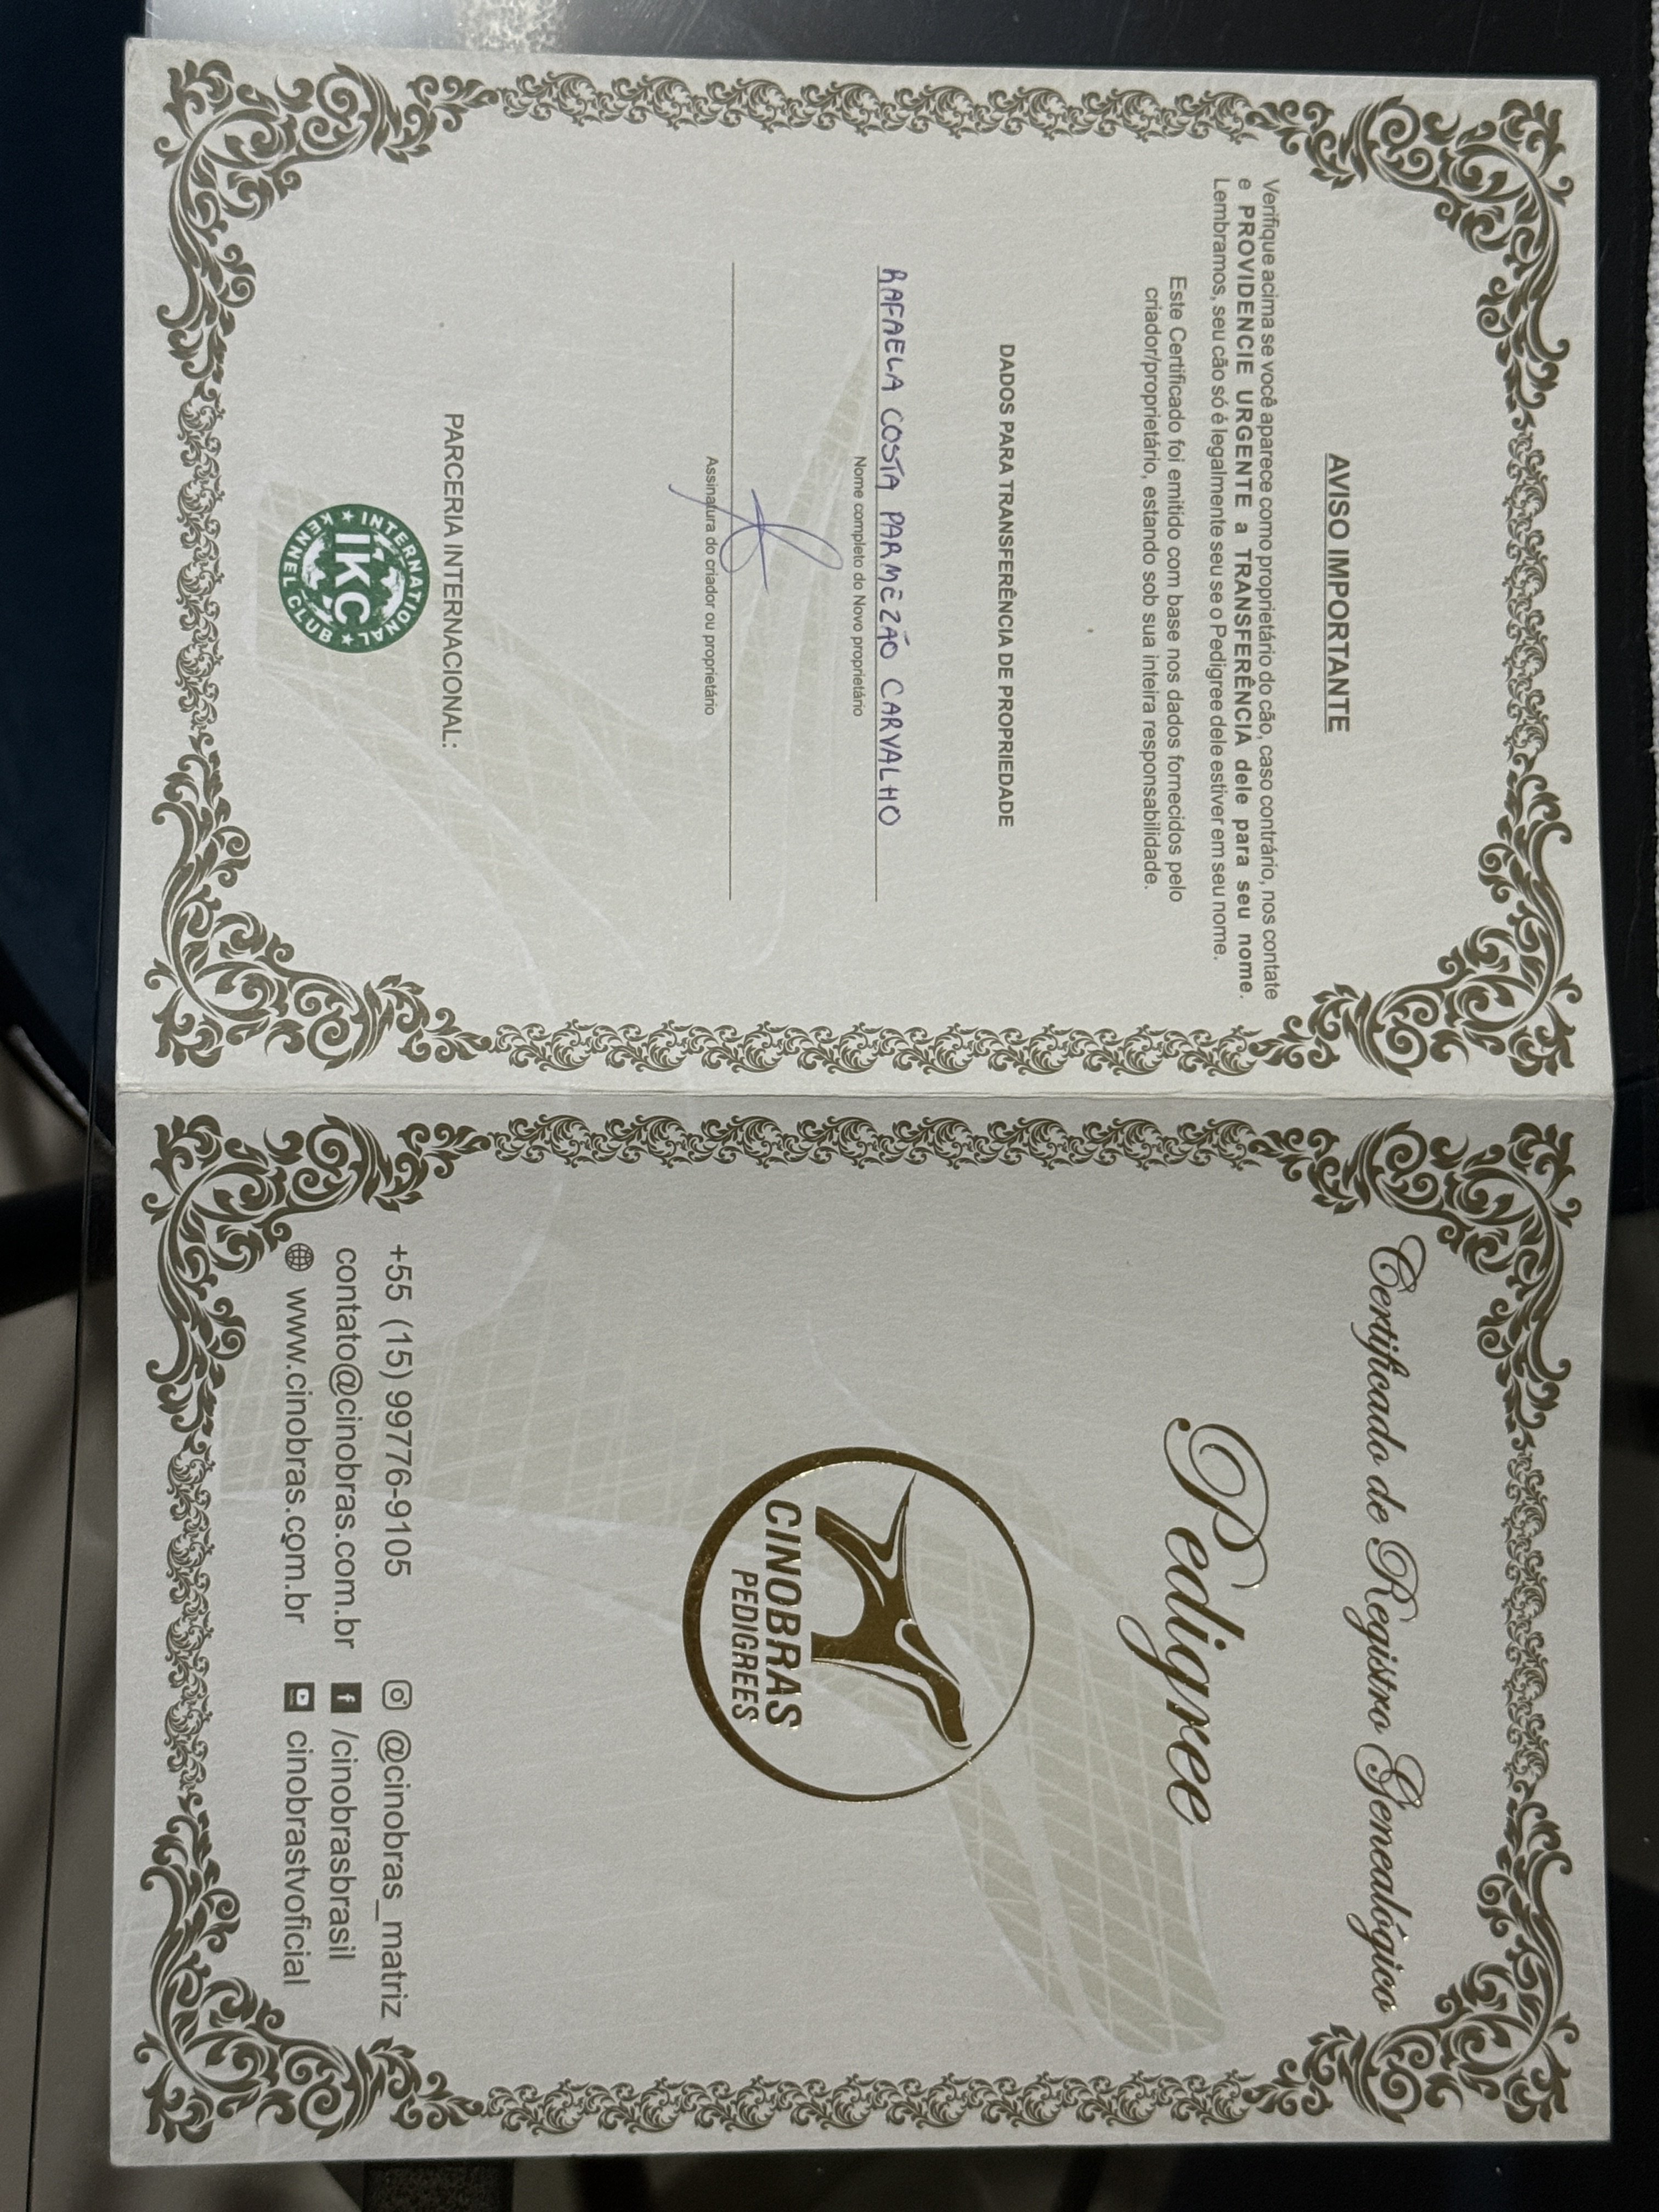 AVISO IMPORTANTE
Verifique acima se você aparece como proprietário do cão, caso contrário, nos contate
e PROVIDENCIE URGENTE a TRANSFERÊNCIA dele para seu nome.
Lembramos, seu cão só é legalmente seu se o Pedigree dele estiver em seu nome.
Este Certificado foi emitido com base nos dados fornecidos pelo
criador/proprietário, estando sob sua inteira responsabilidade.
DADOS PARA TRANSFERÊNCIA DE PROPRIEDADE
RAFAELA COSTA PARMEZÃO CARVALHO
Nome completo do Novo proprietário
Assinatura do criador ou proprietário
PARCERIA INTERNACIONAL:
INTERNATIONAL
IKC
KENNEL CLUB
Certificado de Registro Genealógico
Pedigree
CINOBRAS
PEDIGREES
+55 (15) 99776-9105
@cinobras_matriz
contato@cinobras.com.br
/cinobrasbrasil
www.cinobras.com.br
cinobrastvoficial